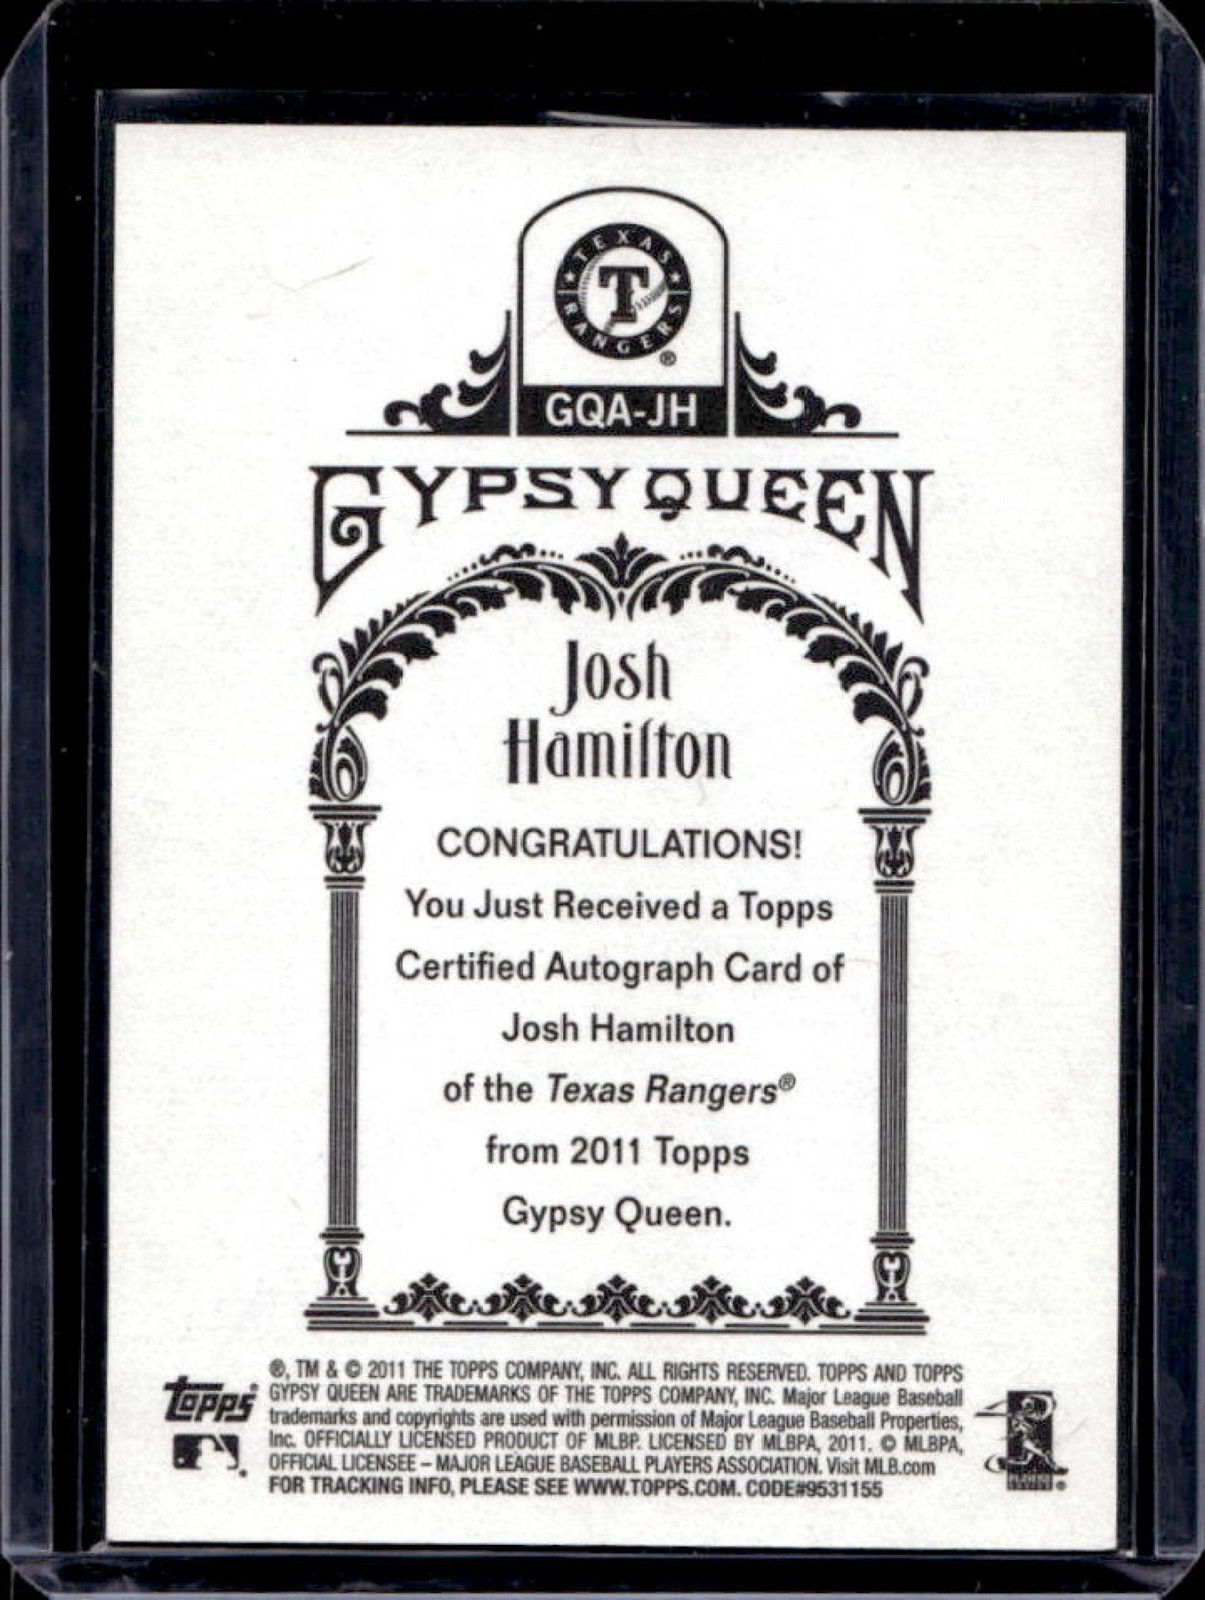 TEXAS
T
RANGERS
®
GQA-JH
GYPSY QUEEN
Josh
Hamilton
CONGRATULATIONS!
You Just Received a Topps
Certified Autograph Card of
Josh Hamilton
of the Texas Rangers®
from 2011 Topps
Gypsy Queen.
®, TM & © 2011 THE TOPPS COMPANY, INC. ALL RIGHTS RESERVED. TOPPS AND TOPPS
GYPSY QUEEN ARE TRADEMARKS OF THE TOPPS COMPANY, INC. Major League Baseball
trademarks and copyrights are used with permission of Major League Baseball Properties,
Inc. OFFICIALLY LICENSED PRODUCT OF MLBP. LICENSED BY MLBPA, 2011. © MLBPA,
OFFICIAL LICENSEE – MAJOR LEAGUE BASEBALL PLAYERS ASSOCIATION. Visit MLB.com
FOR TRACKING INFO, PLEASE SEE WWW.TOPPS.COM. CODE#9531155
Topps®